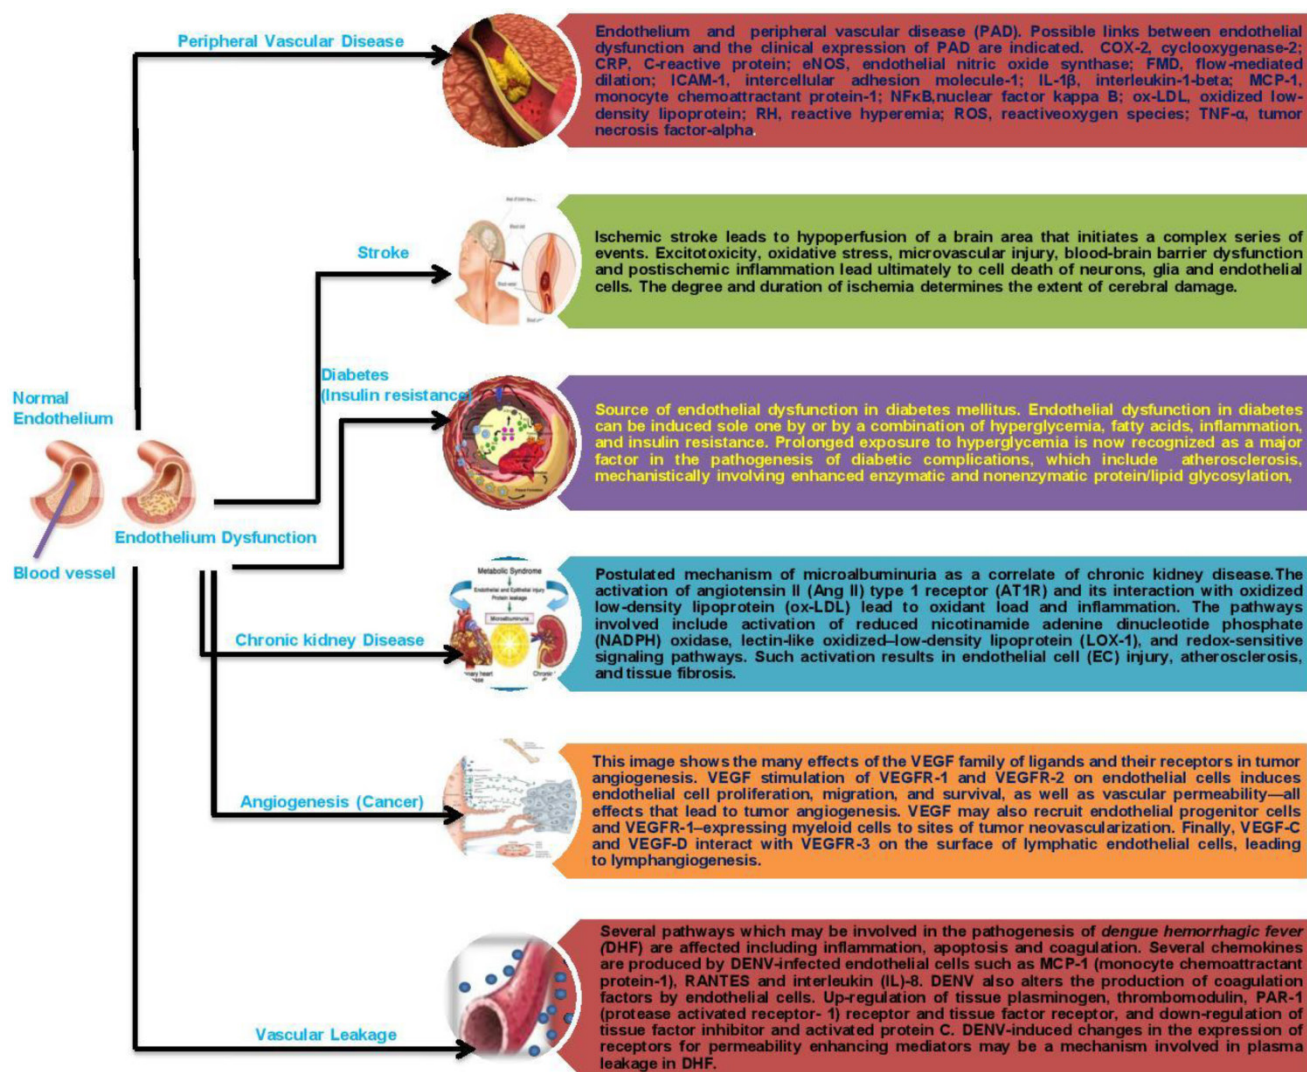 Peripheral Vascular Disease
Endothelium and peripheral vascular disease (PAD). Possible links between endothelial
dysfunction and the clinical expression of PAD are indicated. COX-2, cyclooxygenase-2;
CRP, C-reactive protein; eNOS, endothelial nitric oxide synthase; FMD, flow-mediated
dilation; ICAM-1, intercellular adhesion molecule-1; IL-1β, interleukin-1-beta; MCP-1,
monocyte chemoattractant protein-1; NFκB,nuclear factor kappa B; ox-LDL, oxidized low-
density lipoprotein; RH, reactive hyperemia; ROS, reactiveoxygen species; TNF-α, tumor
necrosis factor-alpha.
Stroke
Ischemic stroke leads to hypoperfusion of a brain area that initiates a complex series of
events. Excitotoxicity, oxidative stress, microvascular injury, blood-brain barrier dysfunction
and postischemic inflammation lead ultimately to cell death of neurons, glia and endothelial
cells. The degree and duration of ischemia determines the extent of cerebral damage.
Diabetes
(Insulin resistance)
Source of endothelial dysfunction in diabetes mellitus. Endothelial dysfunction in diabetes
can be induced sole one by or by a combination of hyperglycemia, fatty acids, inflammation,
and insulin resistance. Prolonged exposure to hyperglycemia is now recognized as a major
factor in the pathogenesis of diabetic complications, which include atherosclerosis,
mechanistically involving enhanced enzymatic and nonenzymatic protein/lipid glycosylation,
Normal
Endothelium
Endothelium Dysfunction
Blood vessel
Chronic kidney Disease
Metabolic Syndrome
Endothelial and Epithelial injury
Protein leakage
Microalbuminuria
Postulated mechanism of microalbuminuria as a correlate of chronic kidney disease.The
activation of angiotensin II (Ang II) type 1 receptor (AT1R) and its interaction with oxidized
low-density lipoprotein (ox-LDL) lead to oxidant load and inflammation. The pathways
involved include activation of reduced nicotinamide adenine dinucleotide phosphate
(NADPH) oxidase, lectin-like oxidized–low-density lipoprotein (LOX-1), and redox-sensitive
signaling pathways. Such activation results in endothelial cell (EC) injury, atherosclerosis,
and tissue fibrosis.
Angiogenesis (Cancer)
This image shows the many effects of the VEGF family of ligands and their receptors in tumor
angiogenesis. VEGF stimulation of VEGFR-1 and VEGFR-2 on endothelial cells induces
endothelial cell proliferation, migration, and survival, as well as vascular permeability—all
effects that lead to tumor angiogenesis. VEGF may also recruit endothelial progenitor cells
and VEGFR-1–expressing myeloid cells to sites of tumor neovascularization. Finally, VEGF-C
and VEGF-D interact with VEGFR-3 on the surface of lymphatic endothelial cells, leading
to lymphangiogenesis.
Vascular Leakage
Several pathways which may be involved in the pathogenesis of dengue hemorrhagic fever
(DHF) are affected including inflammation, apoptosis and coagulation. Several chemokines
are produced by DENV-infected endothelial cells such as MCP-1 (monocyte chemoattractant
protein-1), RANTES and interleukin (IL)-8. DENV also alters the production of coagulation
factors by endothelial cells. Up-regulation of tissue plasminogen, thrombomodulin, PAR-1
(protease activated receptor- 1) receptor and tissue factor receptor, and down-regulation of
tissue factor inhibitor and activated protein C. DENV-induced changes in the expression of
receptors for permeability enhancing mediators may be a mechanism involved in plasma
leakage in DHF.